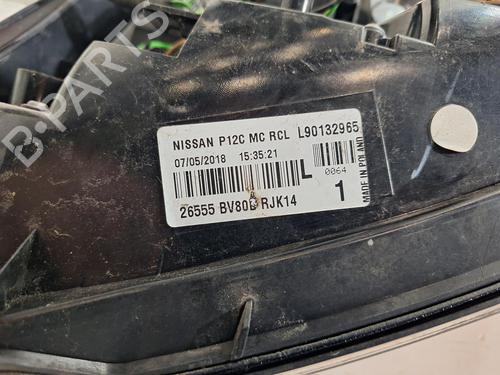 NISSAN P12C MC RCL L90132965
07/05/2018 15:35:21
L
0064
26555 RJK14
1
MADE IN POLAND
B-PARTS